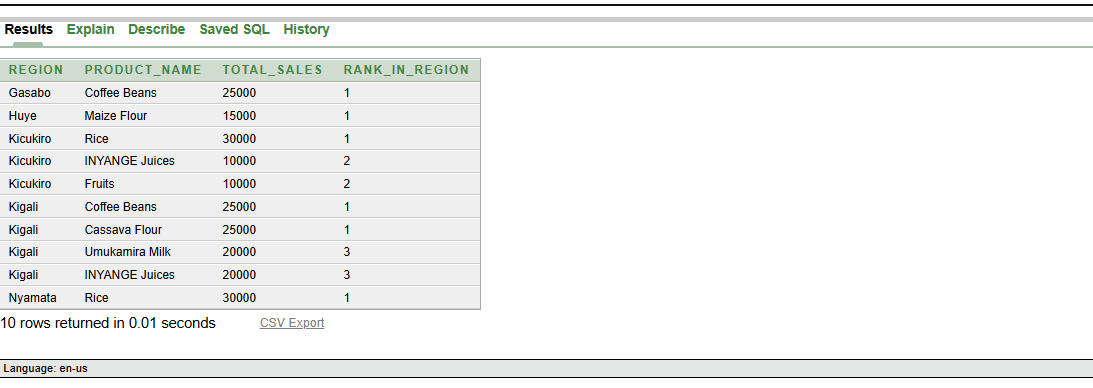 Results Explain Describe Saved SQL History
REGION PRODUCT_NAME TOTAL_SALES RANK_IN_REGION
Gasabo Coffee Beans 25000 1
Huye Maize Flour 15000 1
Kicukiro Rice 30000 1
Kicukiro INYANGE Juices 10000 2
Kicukiro Fruits 10000 2
Kigali Coffee Beans 25000 1
Kigali Cassava Flour 25000 1
Kigali Umukamira Milk 20000 3
Kigali INYANGE Juices 20000 3
Nyamata Rice 30000 1
10 rows returned in 0.01 seconds CSV Export
Language: en-us